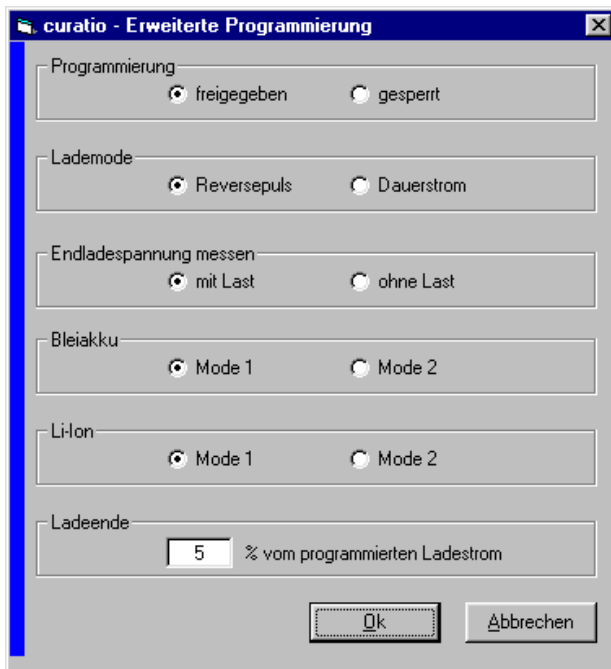 curatio - Erweiterte Programmierung
Programmierung
freigegeben gesperrt
Lademode
Reversepuls Dauerstrom
Endladespannung messen
mit Last ohne Last
Bleiakku
Mode 1 Mode 2
Li-Ion
Mode 1 Mode 2
Ladeende
5 % vom programmierten Ladestrom
Ok Abbrechen